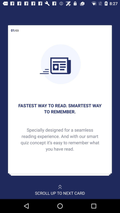 8:27
FASTEST WAY TO READ. SMARTEST WAY
TO REMEMBER.
Specially designed for a seamless
reading experience. And with our smart
quiz concept it's easy to remember what
you have read.
SCROLL UP TO NEXT CARD